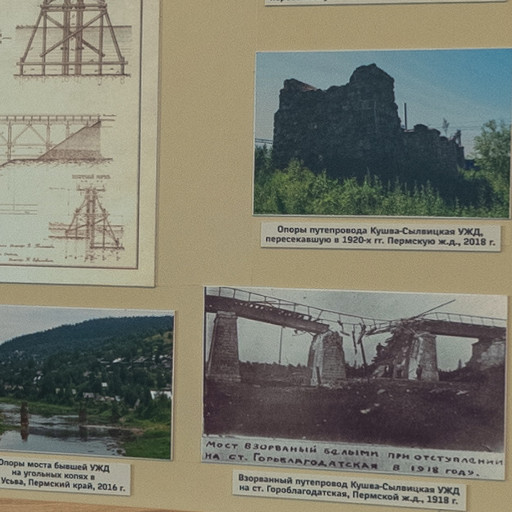 Опоры путепровода Кушва-Сылвицкая УЖД,
пересекавшую в 1920-х гг. Пермскую ж.д., 2018 г.
Мост взорваный белыми при отступлении
на ст. Гороблагодатская в 1918 году.
Взорванный путепровод Кушва-Сылвицкая УЖД
на ст. Гороблагодатская, Пермской ж.д., 1918 г.
Опоры моста бывшей УЖД
на угольных копях в
Усьва, Пермский край, 2016 г.